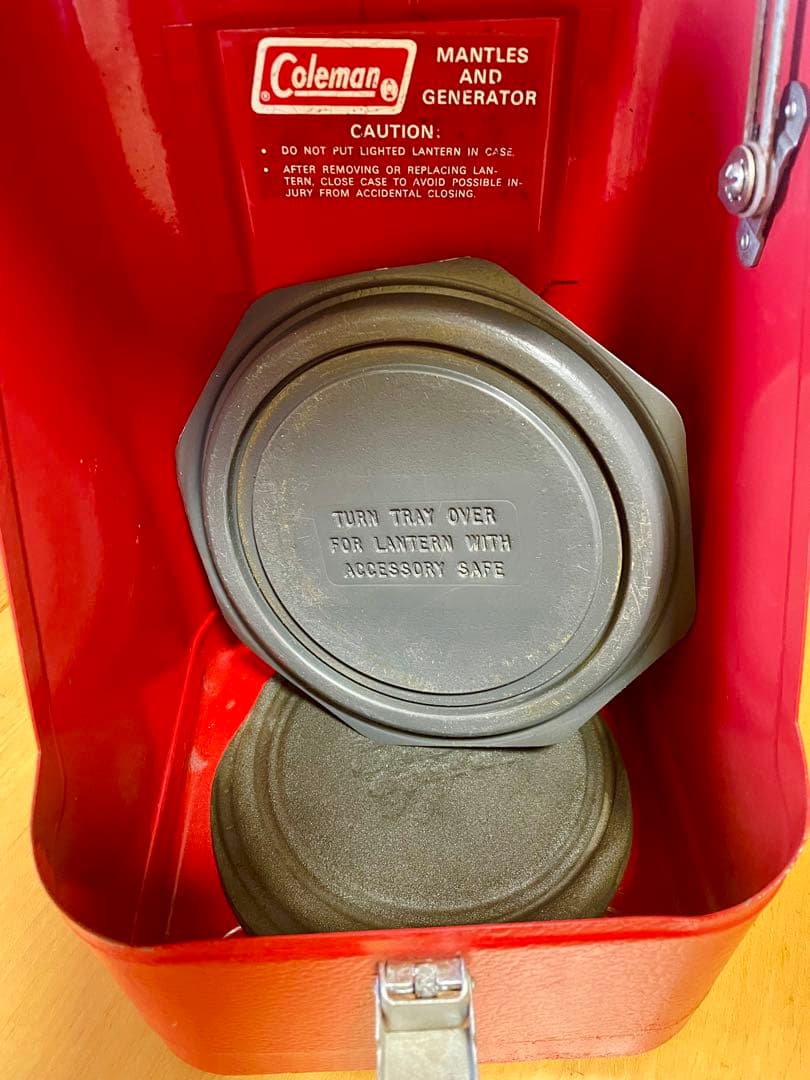 Coleman
MANTLES
AND
GENERATOR
CAUTION:
• DO NOT PUT LIGHTED LANTERN IN CASE.
• AFTER REMOVING OR REPLACING LAN-
TERN, CLOSE CASE TO AVOID POSSIBLE IN-
JURY FROM ACCIDENTAL CLOSING.
TURN TRAY OVER
FOR LANTERN WITH
ACCESSORY SAFE